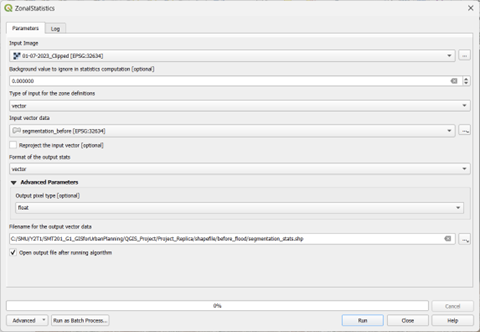 ZonalStatistics
Parameters Log
Input Image
01-07-2023_Clipped [EPSG:32634]
Background value to ignore in statistics computation [optional]
0.000000
Type of input for the zone definitions
vector
Input vector data
segmentation_before [EPSG:32634]
Reproject the input vector [optional]
Format of the output stats
vector
Advanced Parameters
Output pixel type [optional]
float
Filename for the output vector data
C:/SMU/Y2T1/SMT201_G1_GISforUrbanPlanning/QGIS_Project/Project_Replica/shapefile/before_flood/segmentation_stats.shp
Open output file after running algorithm
0%
Cancel
Advanced Run as Batch Process... Run Close Help